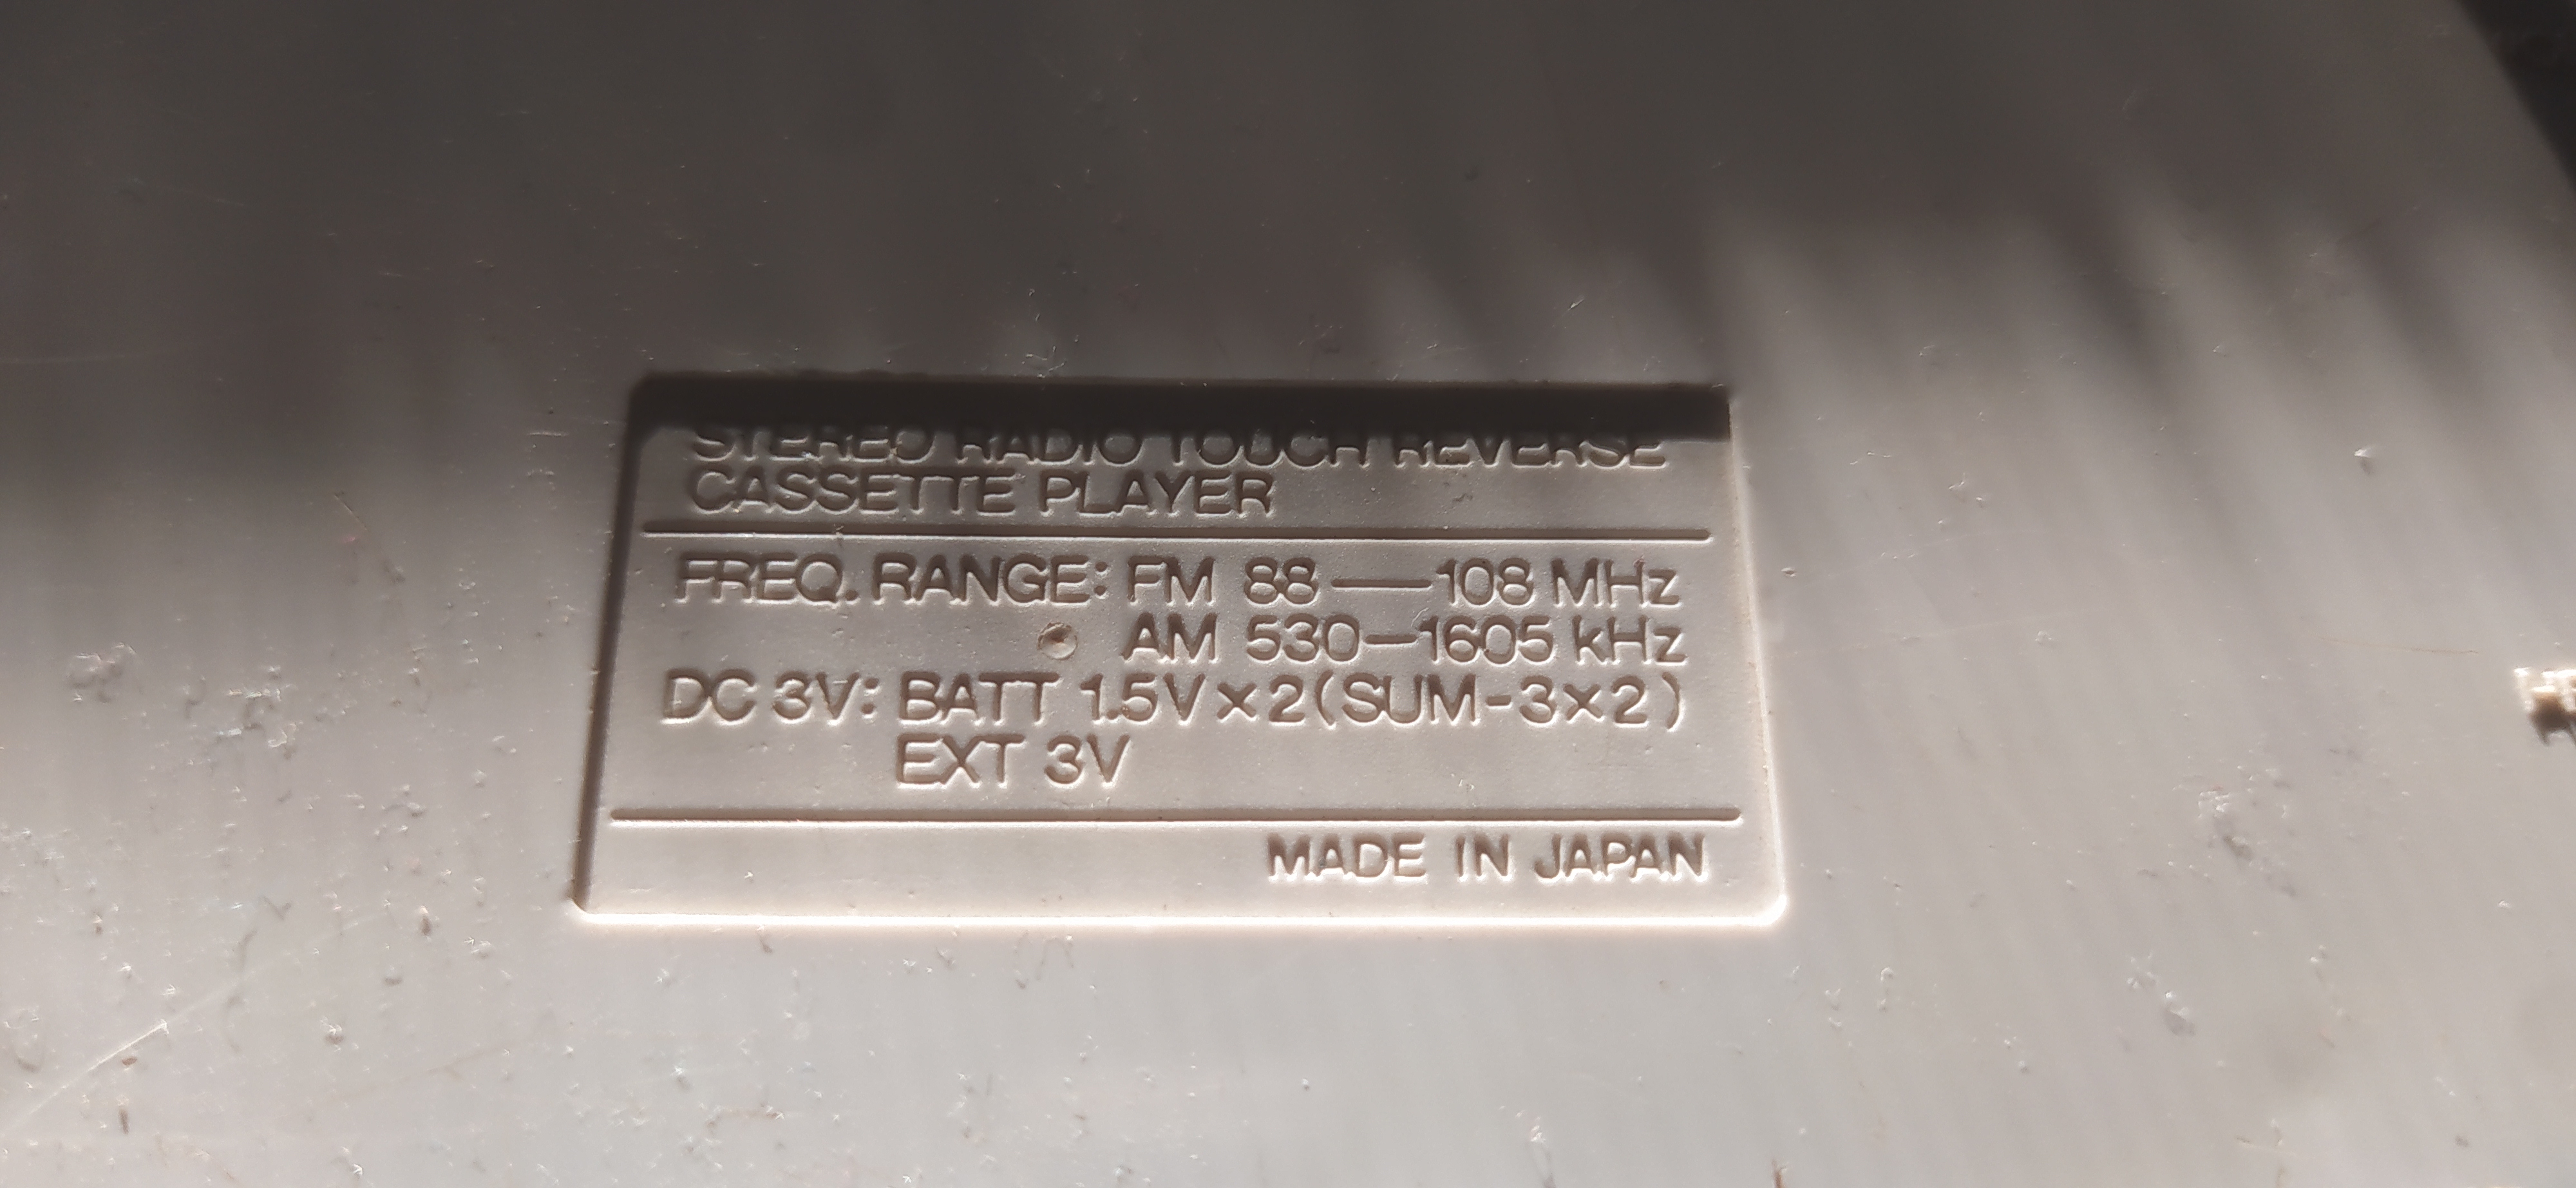 STEREO RADIO TOUCH REVERSE
CASSETTE PLAYER
FREQ. RANGE: FM 88—108 MHz
AM 530—1605 kHz
DC 3V: BATT 1.5V×2(SUM-3×2)
EXT 3V
MADE IN JAPAN